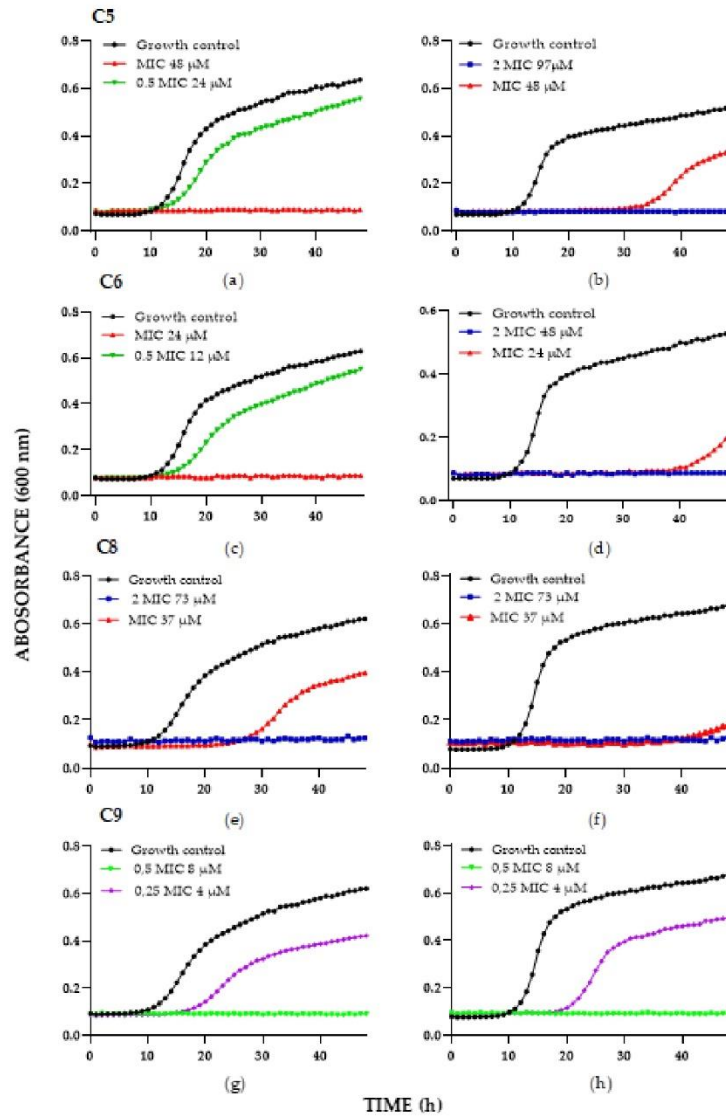 C5
0.8
0.6
0.4
0.2
0.0
Growth control
MIC 48 µM
0.5 MIC 24 µM
0 10 20 30 40
(a)
0.8
0.6
0.4
0.2
0.0
Growth control
2 MIC 97µM
MIC 48 µM
0 10 20 30 40
(b)
C6
0.8
0.6
0.4
0.2
0.0
Growth control
MIC 24 µM
0.5 MIC 12 µM
0 10 20 30 40
(c)
0.6
0.4
0.2
0.0
Growth control
2 MIC 48 µM
MIC 24 µM
0 10 20 30 40
(d)
C8
0.8
0.6
0.4
0.2
0.0
Growth control
2 MIC 73 µM
MIC 37 µM
0 20 40
(e)
0.8
0.6
0.4
0.2
0.0
Growth control
2 MIC 73 µM
MIC 37 µM
0 10 20 30 40
(f)
C9
0.8
0.6
0.4
0.2
0.0
Growth control
0,5 MIC 8 µM
0,25 MIC 4 µM
0 10 20 30 40
(g)
0.8
0.6
0.4
0.2
0.0
Growth control
0,5 MIC 8 µM
0,25 MIC 4 µM
0 10 20 30 40
(h)
ABOSORBANCE (600 nm)
TIME (h)